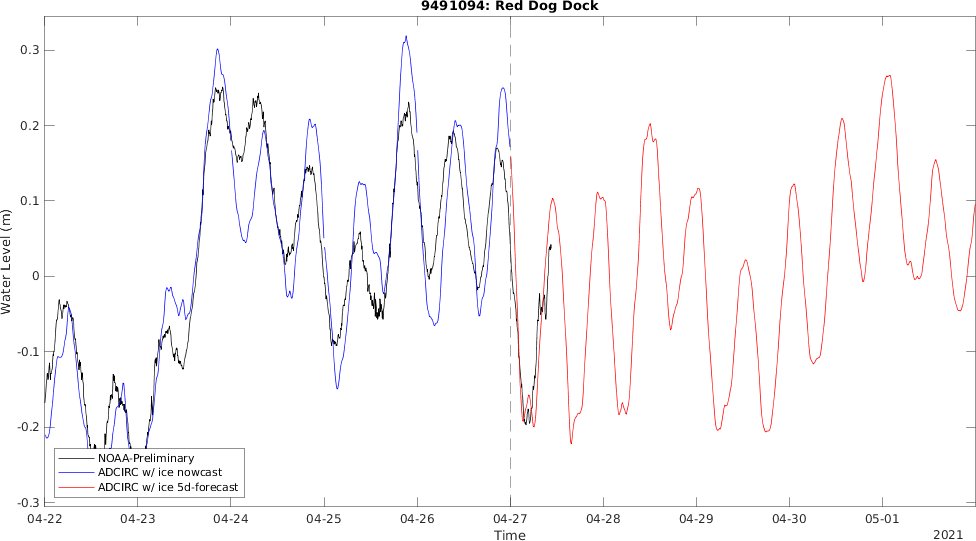 9491094: Red Dog Dock
Water Level (m)
0.3
0.2
0.1
0
-0.1
-0.2
-0.3
NOAA-Preliminary
ADCIRC w/ ice nowcast
ADCIRC w/ ice 5d-forecast
04-22 04-23 04-24 04-25 04-26 04-27 04-28 04-29 04-30 05-01
Time
2021